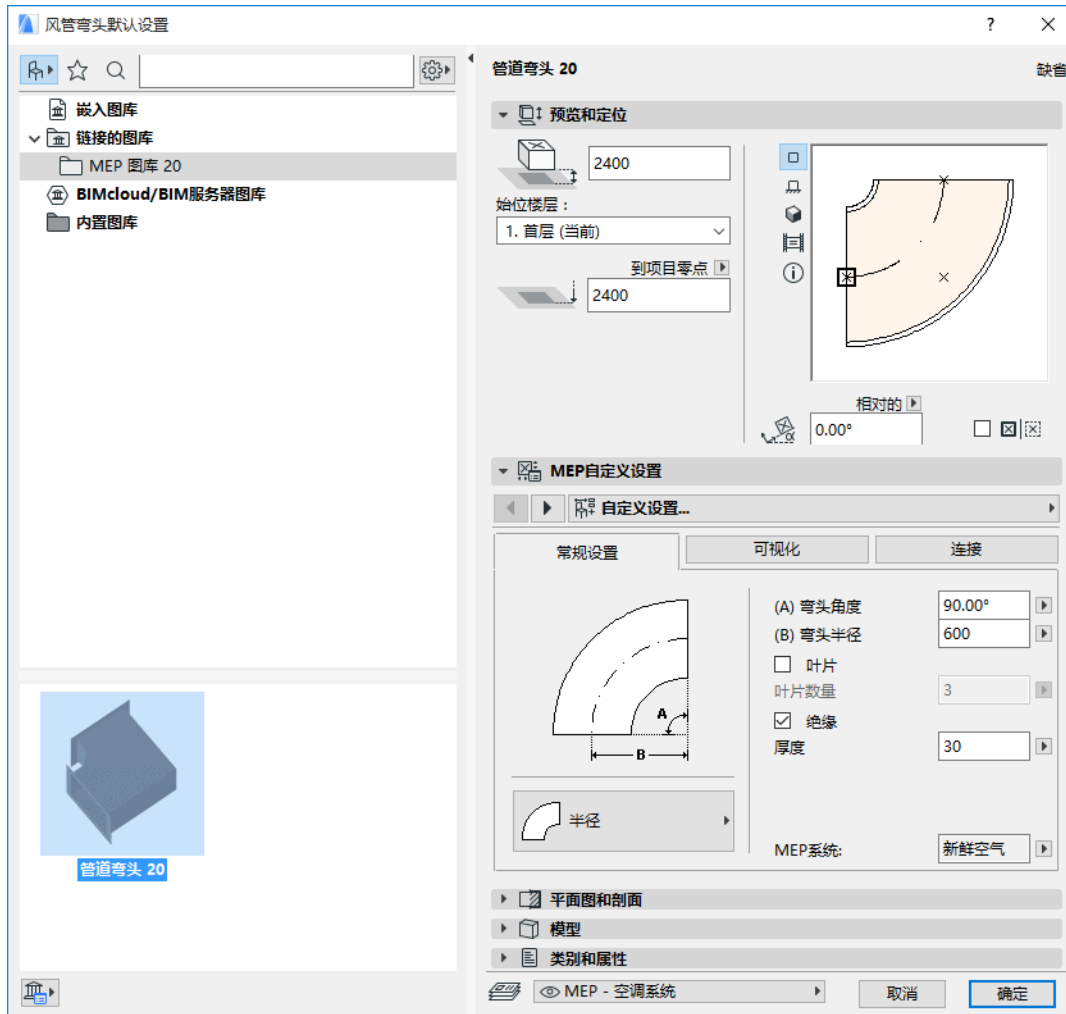 风管弯头默认设置
?
嵌入图库
链接的图库
MEP 图库 20
BIMcloud/BIM服务器图库
内置图库
管道弯头 20
管道弯头 20
缺省
预览和定位
2400
始位楼层：
1. 首层 (当前)
到项目零点
2400
相对的
α
0.00°
MEP自定义设置
自定义设置...
常规设置
可视化
连接
A
B
半径
(A) 弯头角度
90.00°
(B) 弯头半径
600
叶片
叶片数量
3
绝缘
厚度
30
MEP系统:
新鲜空气
平面图和剖面
模型
类别和属性
MEP - 空调系统
取消
确定